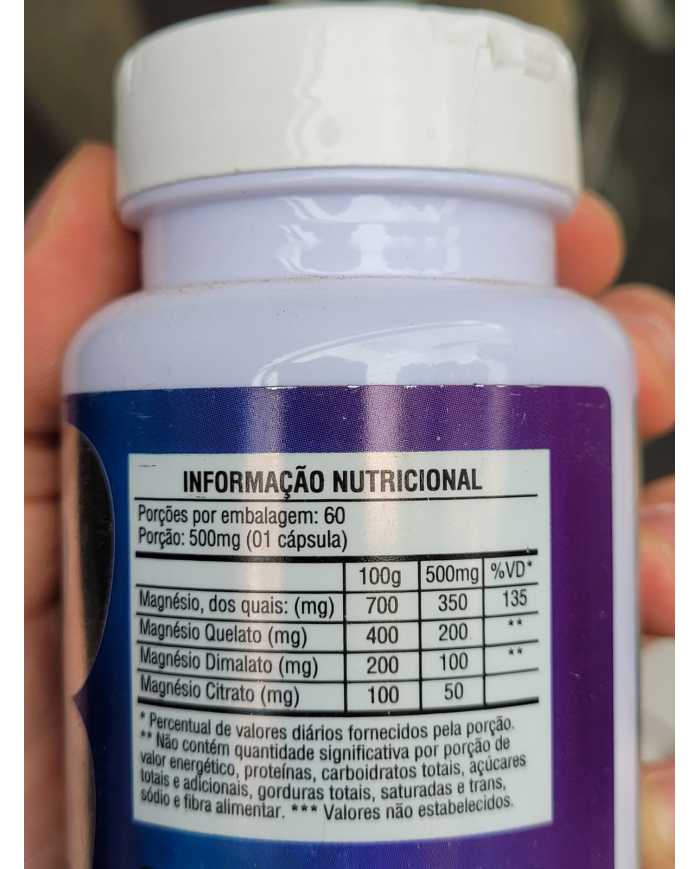 INFORMAÇÃO NUTRICIONAL
Porções por embalagem: 60
Porção: 500mg (01 cápsula)
100g 500mg %VD*
Magnésio, dos quais: (mg) 700 350 135
Magnésio Quelato (mg) 400 200 **
Magnésio Dimalato (mg) 200 100 **
Magnésio Citrato (mg) 100 50
* Percentual de valores diários fornecidos pela porção.
** Não contém quantidade significativa por porção de
valor energético, proteínas, carboidratos totais, açúcares
totais e adicionais, gorduras totais, saturadas e trans,
sódio e fibra alimentar. *** Valores não estabelecidos.